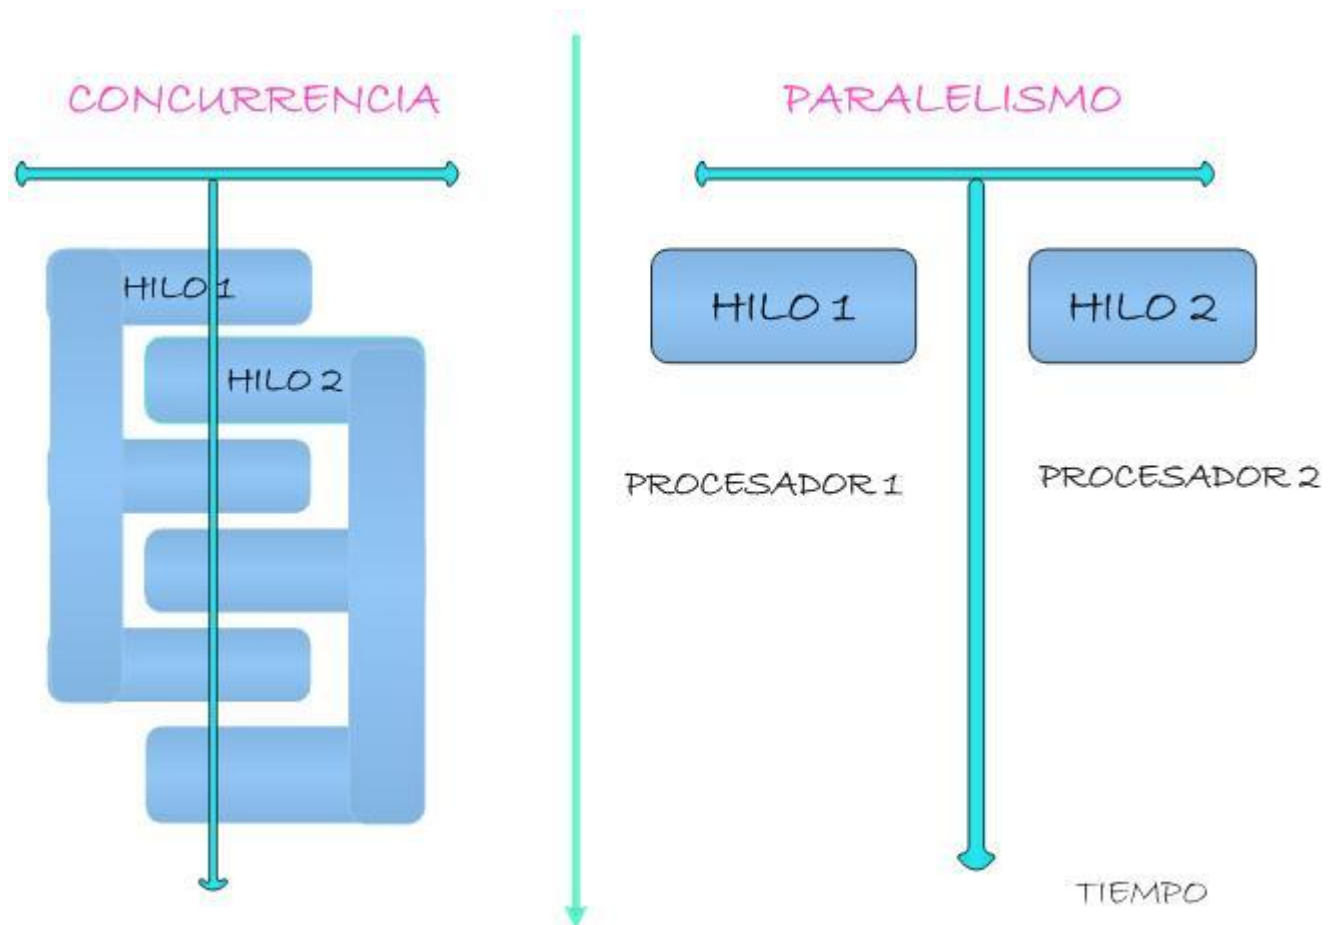 CONCURRENCIA
PARALELISMO
HILO 1
HILO 2
HILO 1
HILO 2
PROCESADOR 1
PROCESADOR 2
TIEMPO